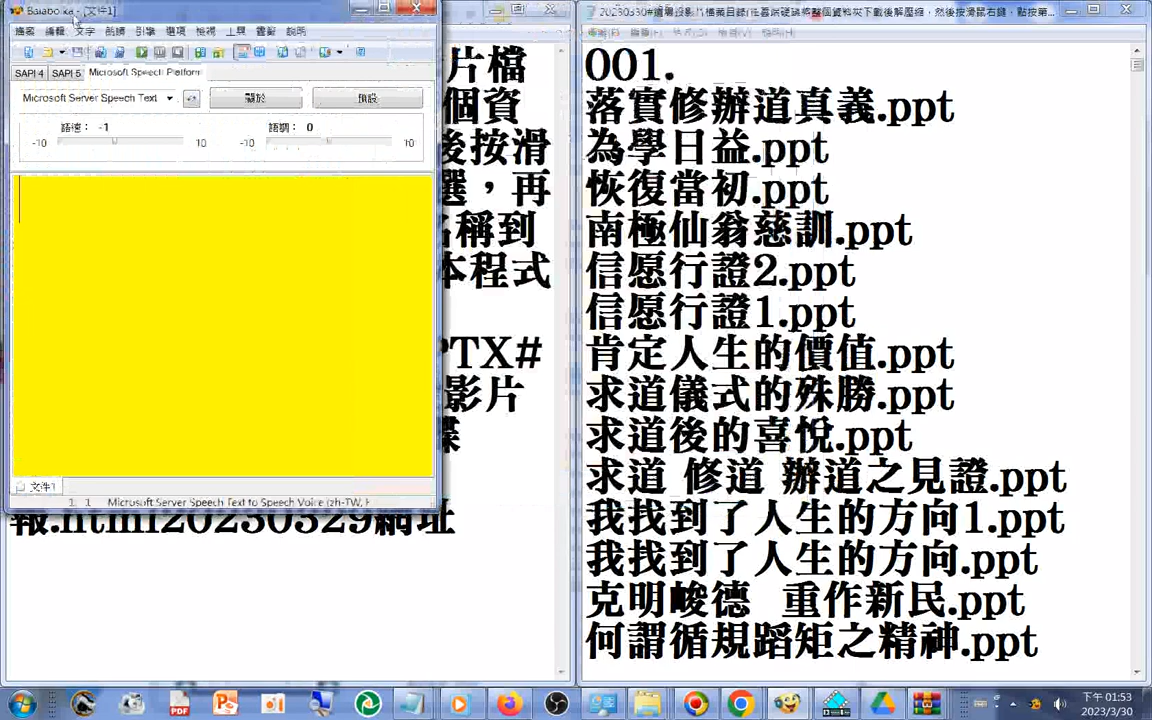 Balabolka - [文件1]
檔案 編輯 文字 朗讀 引擎 選項 檢視 工具 視窗 說明
SAPI 4 SAPI 5 Microsoft Speech Platform
Microsoft Server Speech Text
關於
預設
語速: -1
語調: 0
-10 10 -10 10
文件1
1: 1 Microsoft Server Speech Text to Speech Voice (zh-TW, H
片檔
個資
後按滑
選，再
名稱到
本程式
PTX#
影片
報.html20230329網址
001.
落實修辦道真義.ppt
為學日益.ppt
恢復當初.ppt
南極仙翁慈訓.ppt
信愿行證2.ppt
信愿行證1.ppt
肯定人生的價值.ppt
求道儀式的殊勝.ppt
求道後的喜悅.ppt
求道 修道 辦道之見證.ppt
我找到了人生的方向1.ppt
我找到了人生的方向.ppt
克明峻德 重作新民.ppt
何謂循規蹈矩之精神.ppt
下午 01:53
2023/3/30